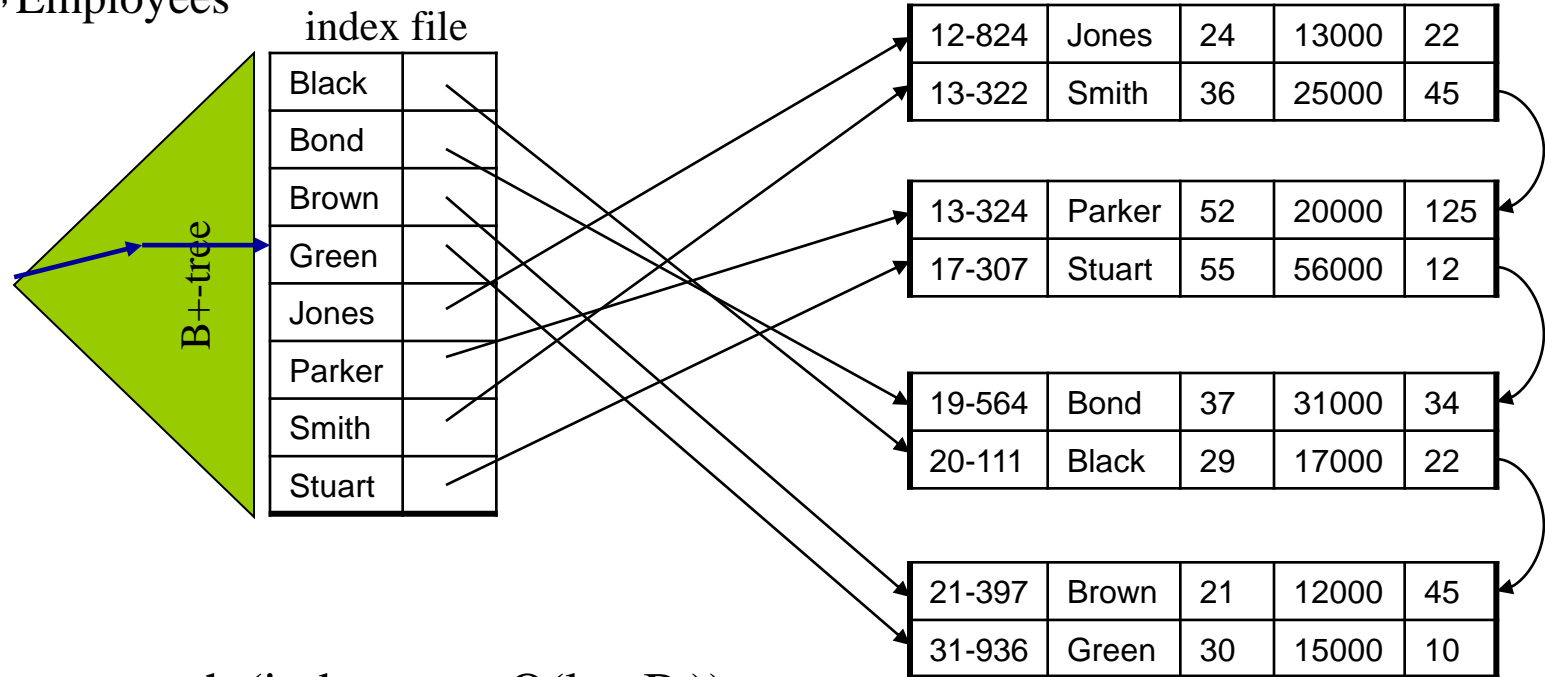 Employees
index file
Black
Bond
Brown
Green
Jones
Parker
Smith
Stuart
B+-tree
12-824 Jones 24 13000 22
13-322 Smith 36 25000 45
13-324 Parker 52 20000 125
17-307 Stuart 55 56000 12
19-564 Bond 37 31000 34
20-111 Black 29 17000 22
21-397 Brown 21 12000 45
31-936 Green 30 15000 10